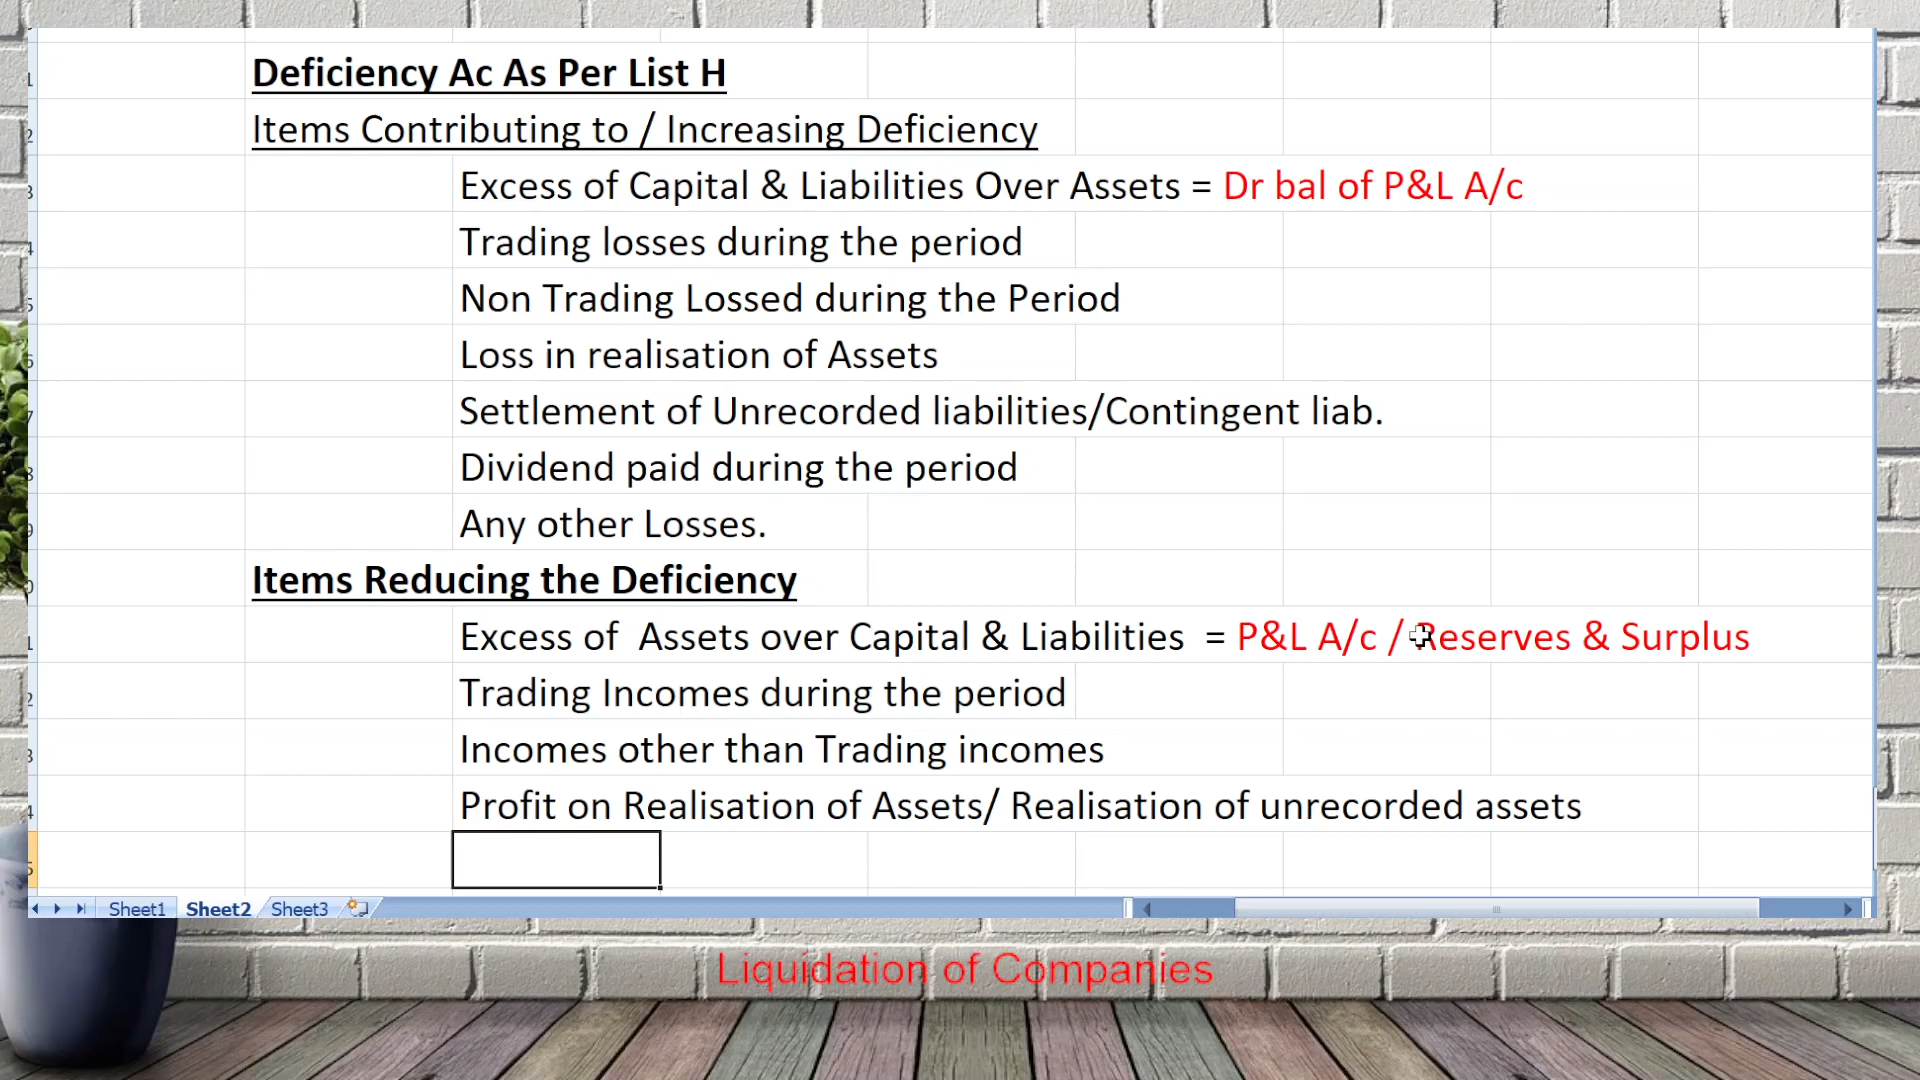 Deficiency Ac As Per List H
Items Contributing to / Increasing Deficiency
Excess of Capital & Liabilities Over Assets = Dr bal of P&L A/c
Trading losses during the period
Non Trading Lossed during the Period
Loss in realisation of Assets
Settlement of Unrecorded liabilities/Contingent liab.
Dividend paid during the period
Any other Losses.
Items Reducing the Deficiency
Excess of  Assets over Capital & Liabilities  = P&L A/c / Reserves & Surplus
Trading Incomes during the period
Incomes other than Trading incomes
Profit on Realisation of Assets/ Realisation of unrecorded assets
Sheet1 Sheet2 Sheet3
Liquidation of Companies